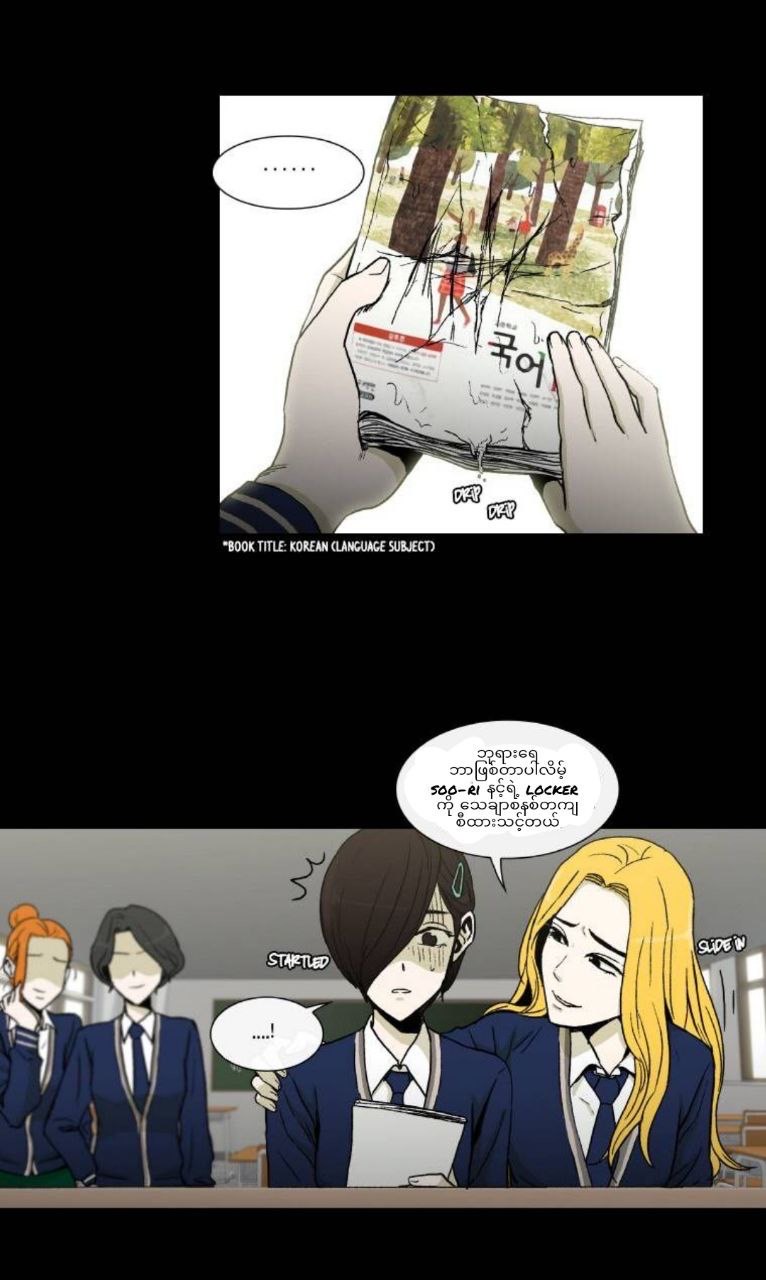 ......
국어
DRIP
DRIP
*BOOK TITLE: KOREAN (LANGUAGE SUBJECT)
ဘုရားရေ
ဘာဖြစ်တာပါလိမ့်
SOO-RI နင့်ရဲ့ LOCKER
ကို သေချာစနစ်တကျ
စီထားသင့်တယ်
STARTLED
SLIDE IN
....!